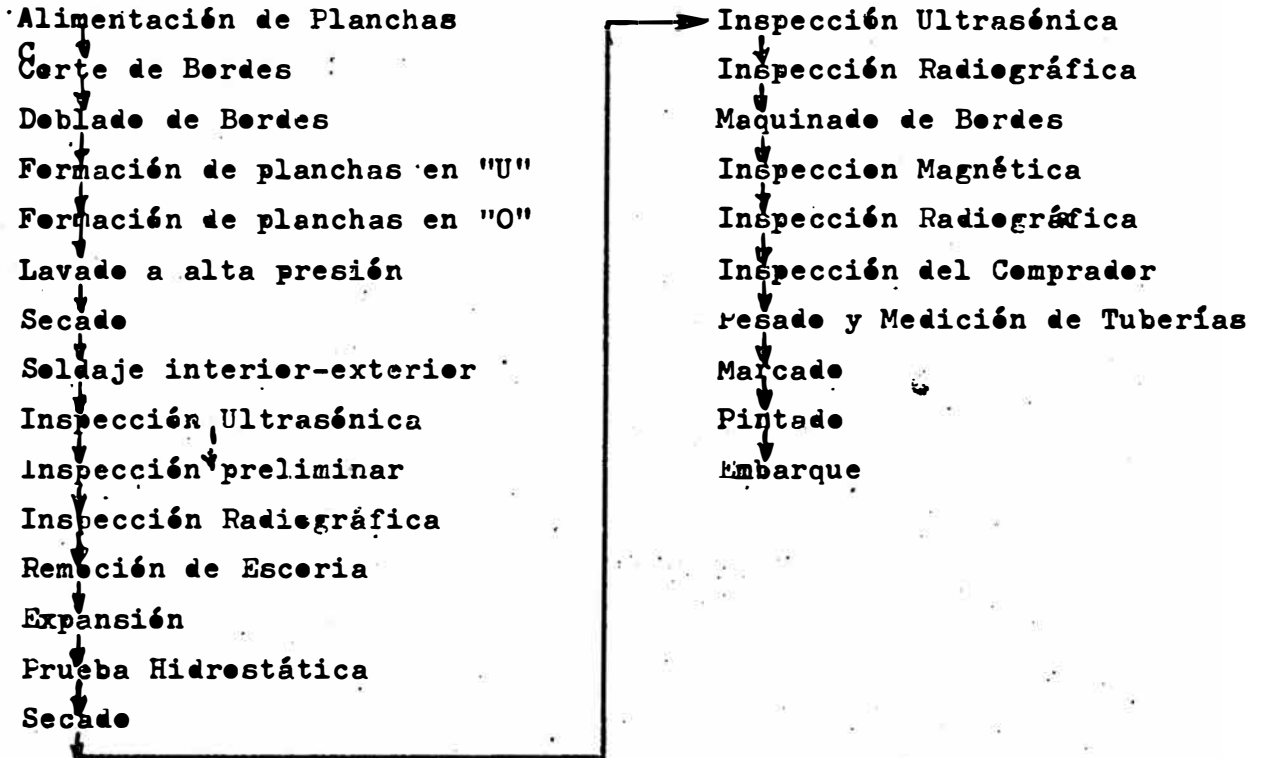 Alimentación de Planchas
Corte de Bordes
Doblado de Bordes
Formación de planchas en "U"
Formación de planchas en "O"
Lavado a alta presión
Secado
Soldaje interior-exterior
Inspección Ultrasónica
Inspección preliminar
Inspección Radiográfica
Remoción de Escoria
Expansión
Prueba Hidrostática
Secado
Inspección Ultrasónica
Inspección Radiográfica
Maquinado de Bordes
Inspeccion Magnética
Inspección Radiográfica
Inspección del Comprador
Pesado y Medición de Tuberías
Marcado
Pintado
Embarque